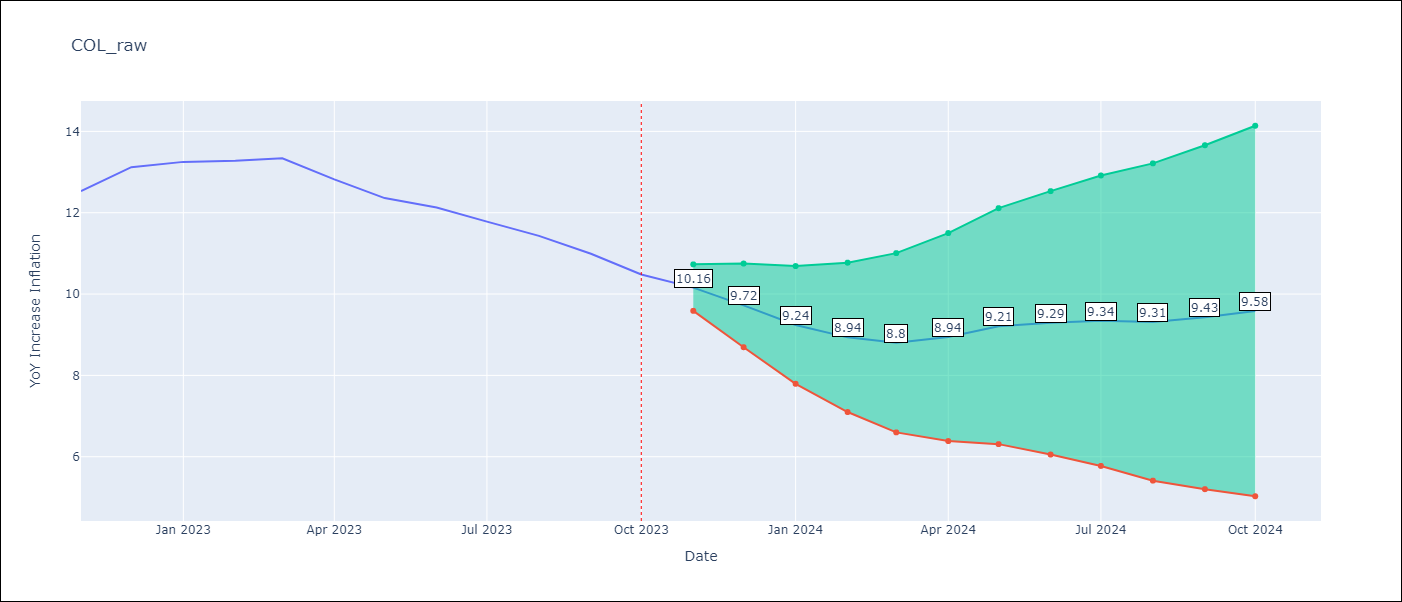 COL_raw
14
12
10
8
6
YoY Increase Inflation
10.16
9.72
9.24
8.94
8.8
8.94
9.21
9.29
9.34
9.31
9.43
9.58
Jan 2023
Apr 2023
Jul 2023
Oct 2023
Jan 2024
Apr 2024
Jul 2024
Oct 2024
Date